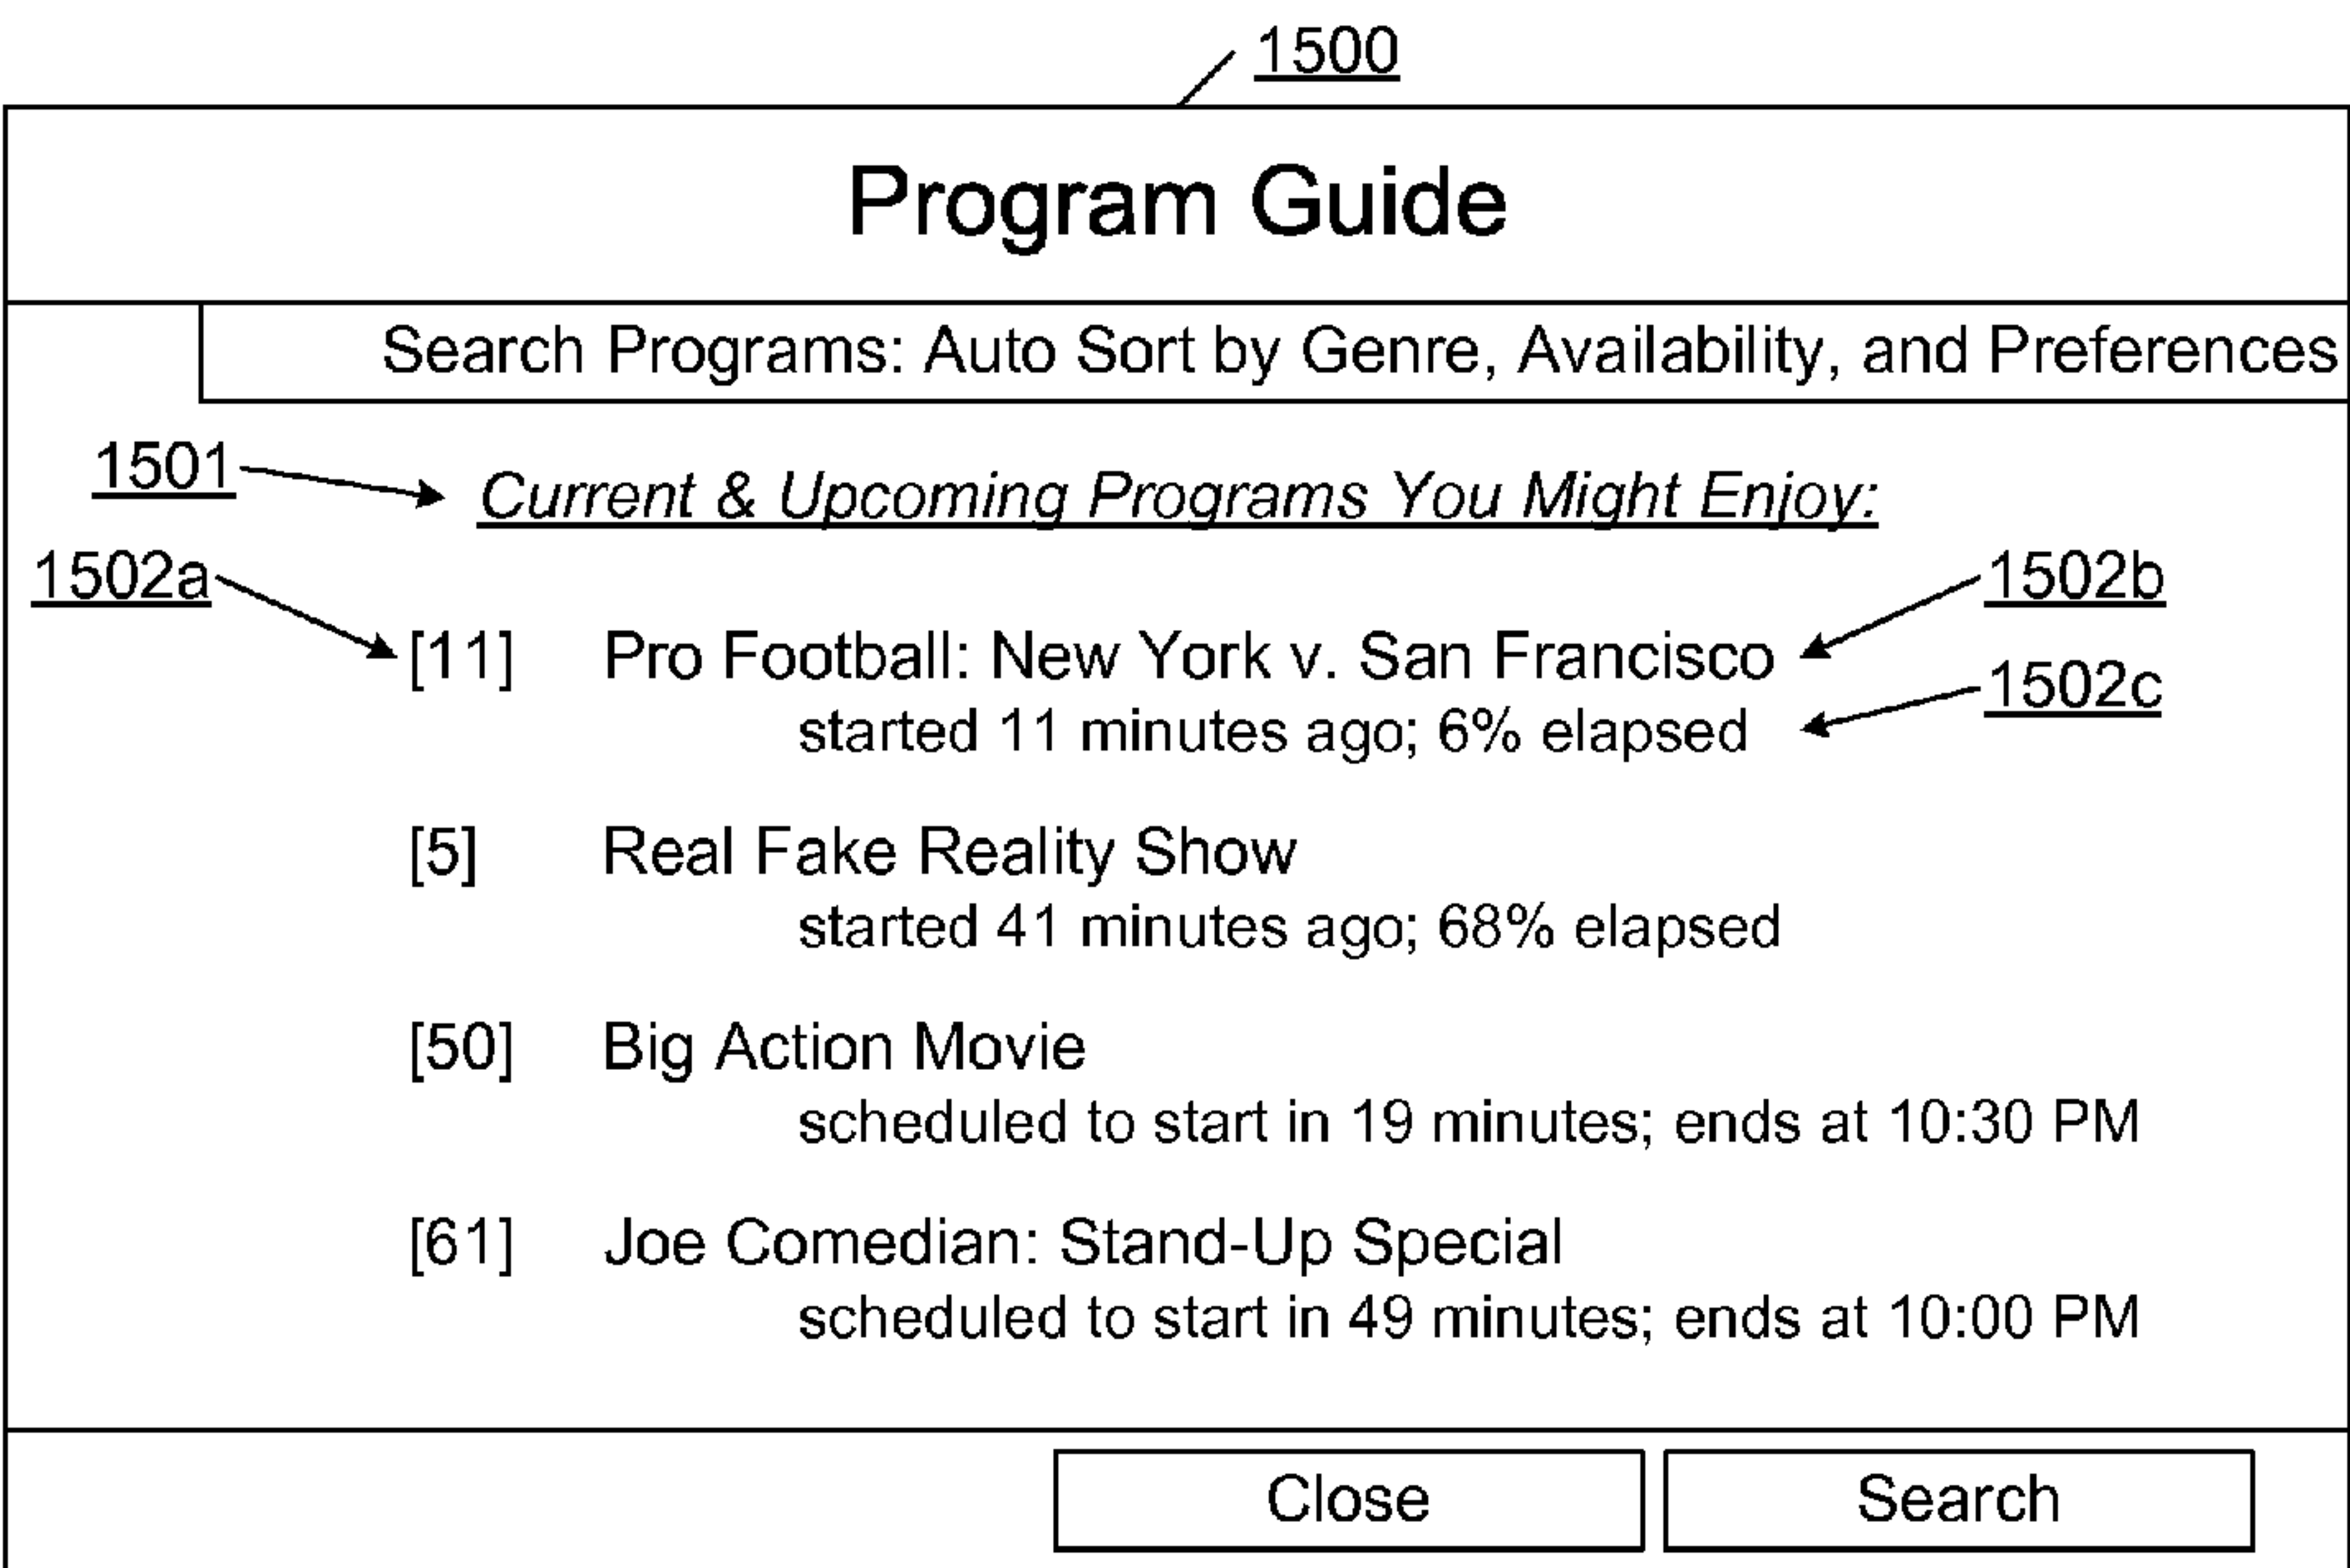 1500
Program Guide
Search Programs: Auto Sort by Genre, Availability, and Preferences
1501
Current & Upcoming Programs You Might Enjoy:
1502a
1502b
[11] Pro Football: New York v. San Francisco
1502c
started 11 minutes ago; 6% elapsed
[5] Real Fake Reality Show
started 41 minutes ago; 68% elapsed
[50] Big Action Movie
scheduled to start in 19 minutes; ends at 10:30 PM
[61] Joe Comedian: Stand-Up Special
scheduled to start in 49 minutes; ends at 10:00 PM
Close Search